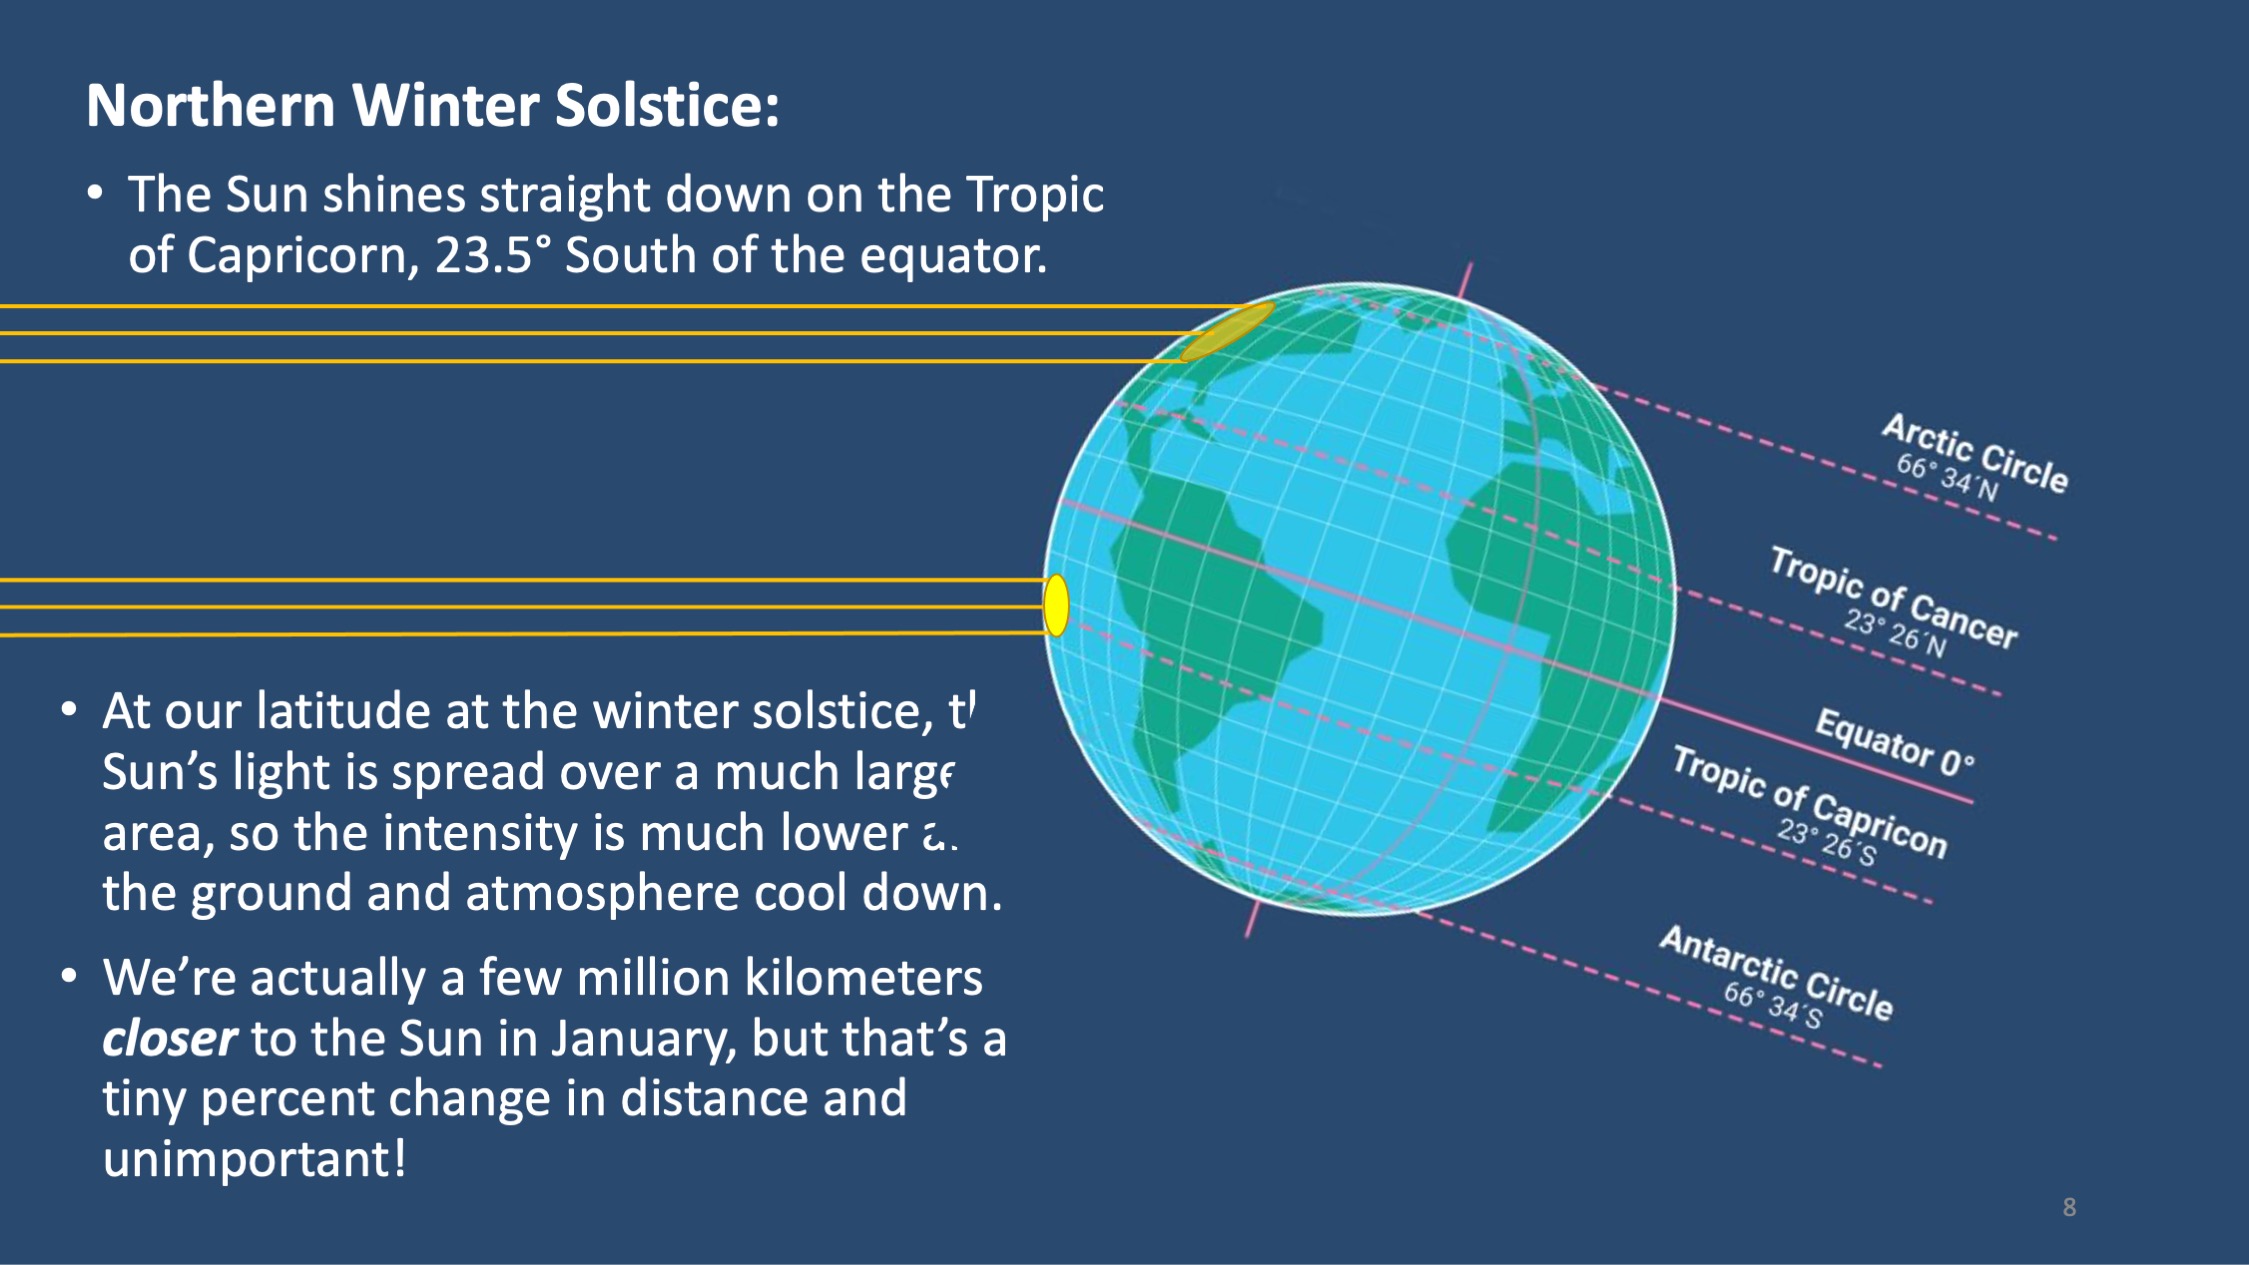 Northern Winter Solstice:
• The Sun shines straight down on the Tropic
of Capricorn, 23.5° South of the equator.
Arctic Circle
66° 34´N
Tropic of Cancer
23° 26´N
Equator 0°
Tropic of Capricon
23° 26´S
Antarctic Circle
66° 34´S
• At our latitude at the winter solstice,
Sun’s light is spread over a much large
area, so the intensity is much lower
the ground and atmosphere cool down.
• We’re actually a few million kilometers
closer to the Sun in January, but that’s a
tiny percent change in distance and
unimportant!
8